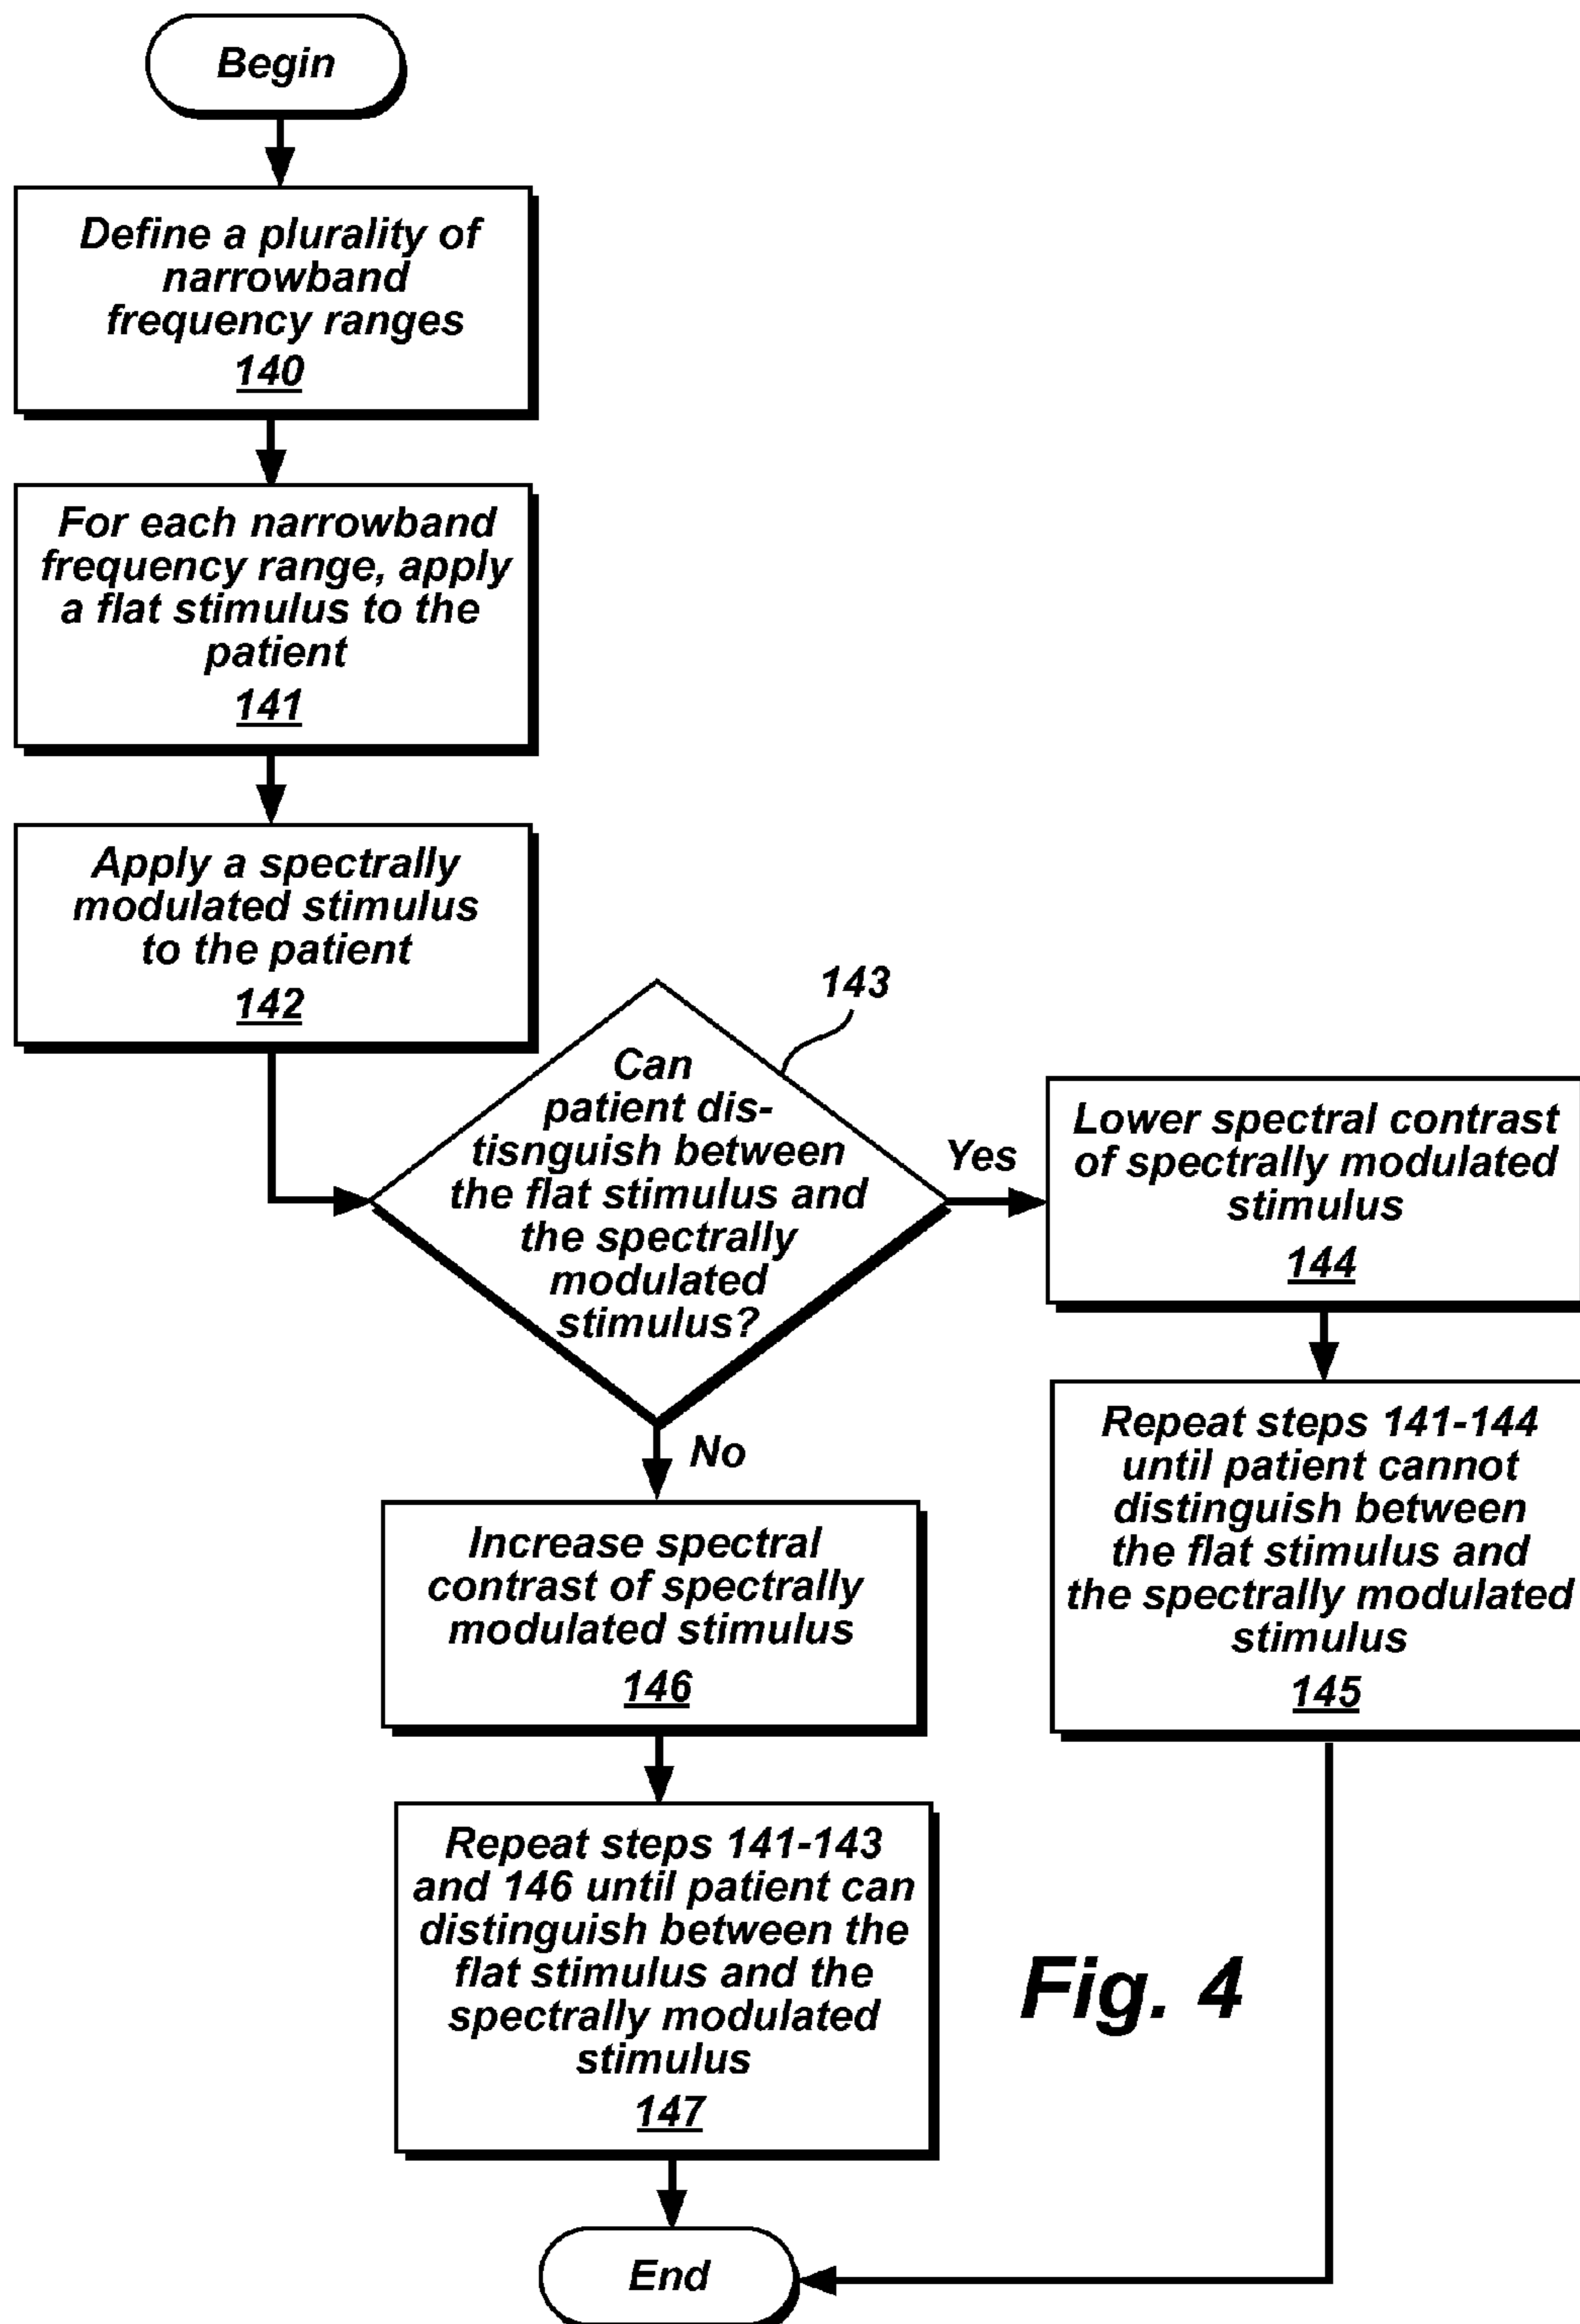 Begin
Define a plurality of
narrowband
frequency ranges
140
For each narrowband
frequency range, apply
a flat stimulus to the
patient
141
Apply a spectrally
modulated stimulus
to the patient
142
143
Can
patient dis-
tisnguish between
the flat stimulus and
the spectrally
modulated
stimulus?
Yes
Lower spectral contrast
of spectrally modulated
stimulus
144
Repeat steps 141-144
until patient cannot
distinguish between
the flat stimulus and
the spectrally modulated
stimulus
145
No
Increase spectral
contrast of spectrally
modulated stimulus
146
Repeat steps 141-143
and 146 until patient can
distinguish between the
flat stimulus and the
spectrally modulated
stimulus
147
Fig. 4
End